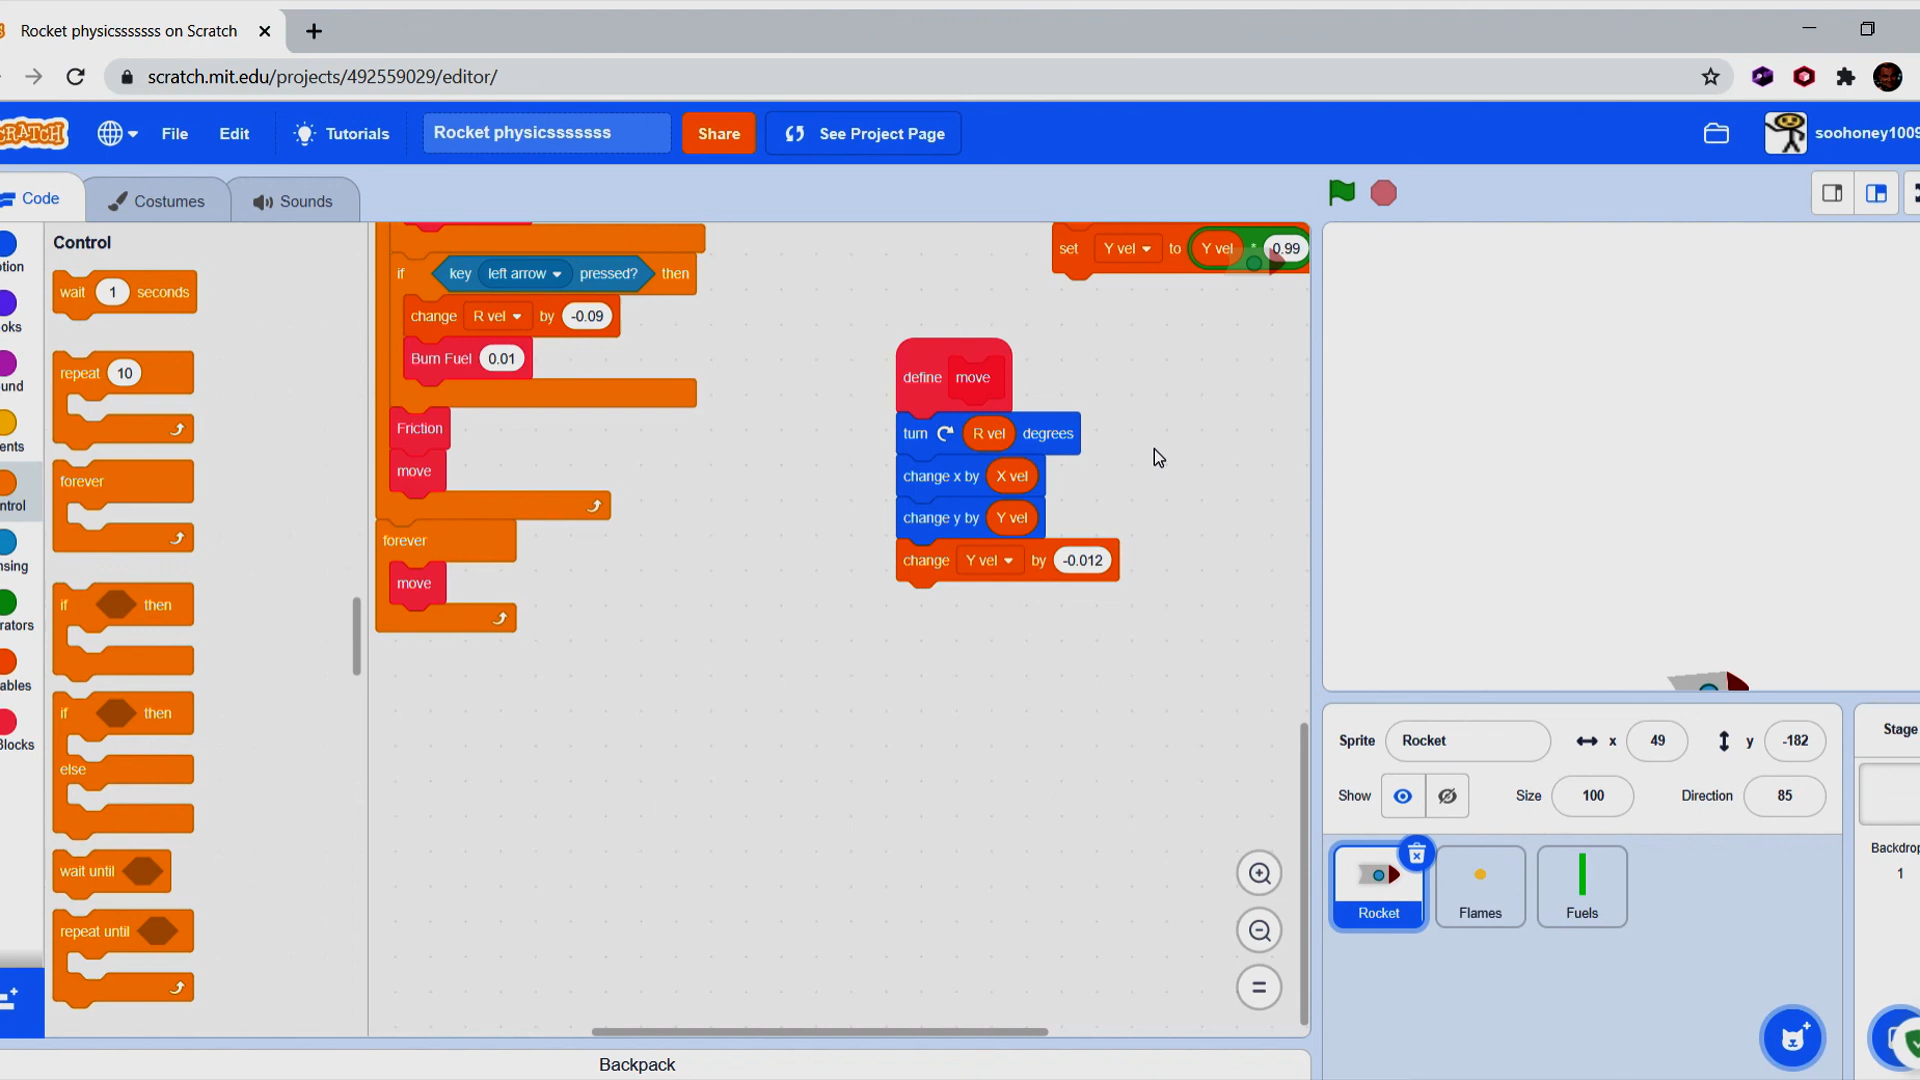 Rocket physicsssssss on Scratch
scratch.mit.edu/projects/492559029/editor/
File
Edit
Tutorials
Rocket physicsssssss
Share
See Project Page
Code
Costumes
Sounds
Control
wait 1 seconds
repeat 10
forever
if then
if then
else
wait until
repeat until
if key left arrow pressed? then
change R vel by -0.09
Burn Fuel 0.01
Friction
move
forever
move
set Y vel to Y vel * 0.99
define move
turn R vel degrees
change x by X vel
change y by Y vel
change Y vel by -0.012
Backpack
Sprite Rocket x 49 y -182
Show Size 100 Direction 85
Rocket
Flames
Fuels
Stage
Backdrop
1